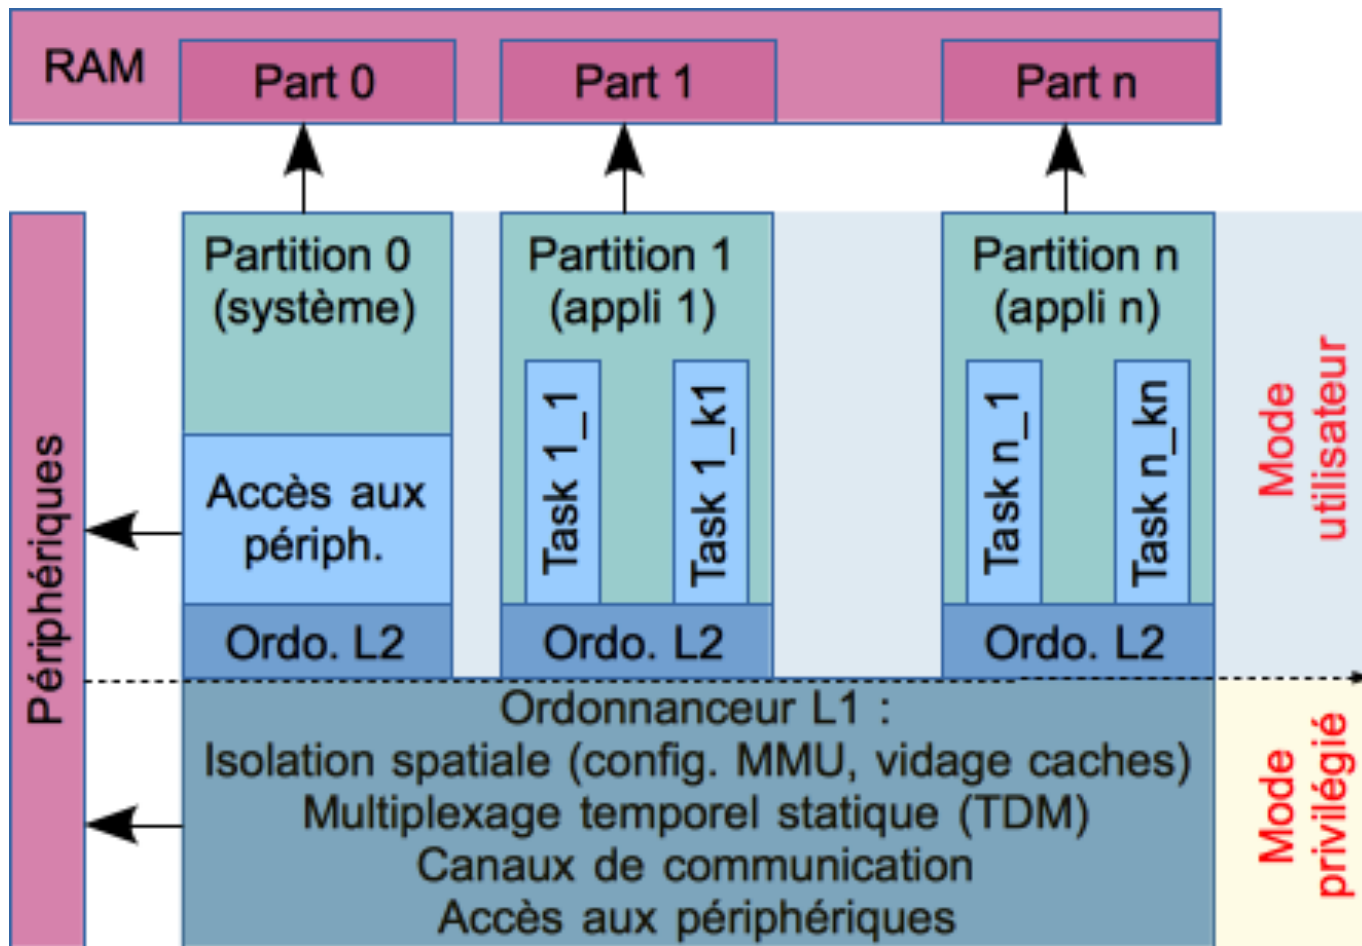 RAM
Part 0
Part 1
Part n
Périphériques
Partition 0
(système)
Accès aux
périph.
Ordo. L2
Partition 1
(appli 1)
Task 1_1
Task 1_k1
Ordo. L2
Partition n
(appli n)
Task n_1
Task n_kn
Ordo. L2
Mode
utilisateur
Ordonnanceur L1 :
Isolation spatiale (config. MMU, vidage caches)
Multiplexage temporel statique (TDM)
Canaux de communication
Accès aux périphériques
Mode
privilégié